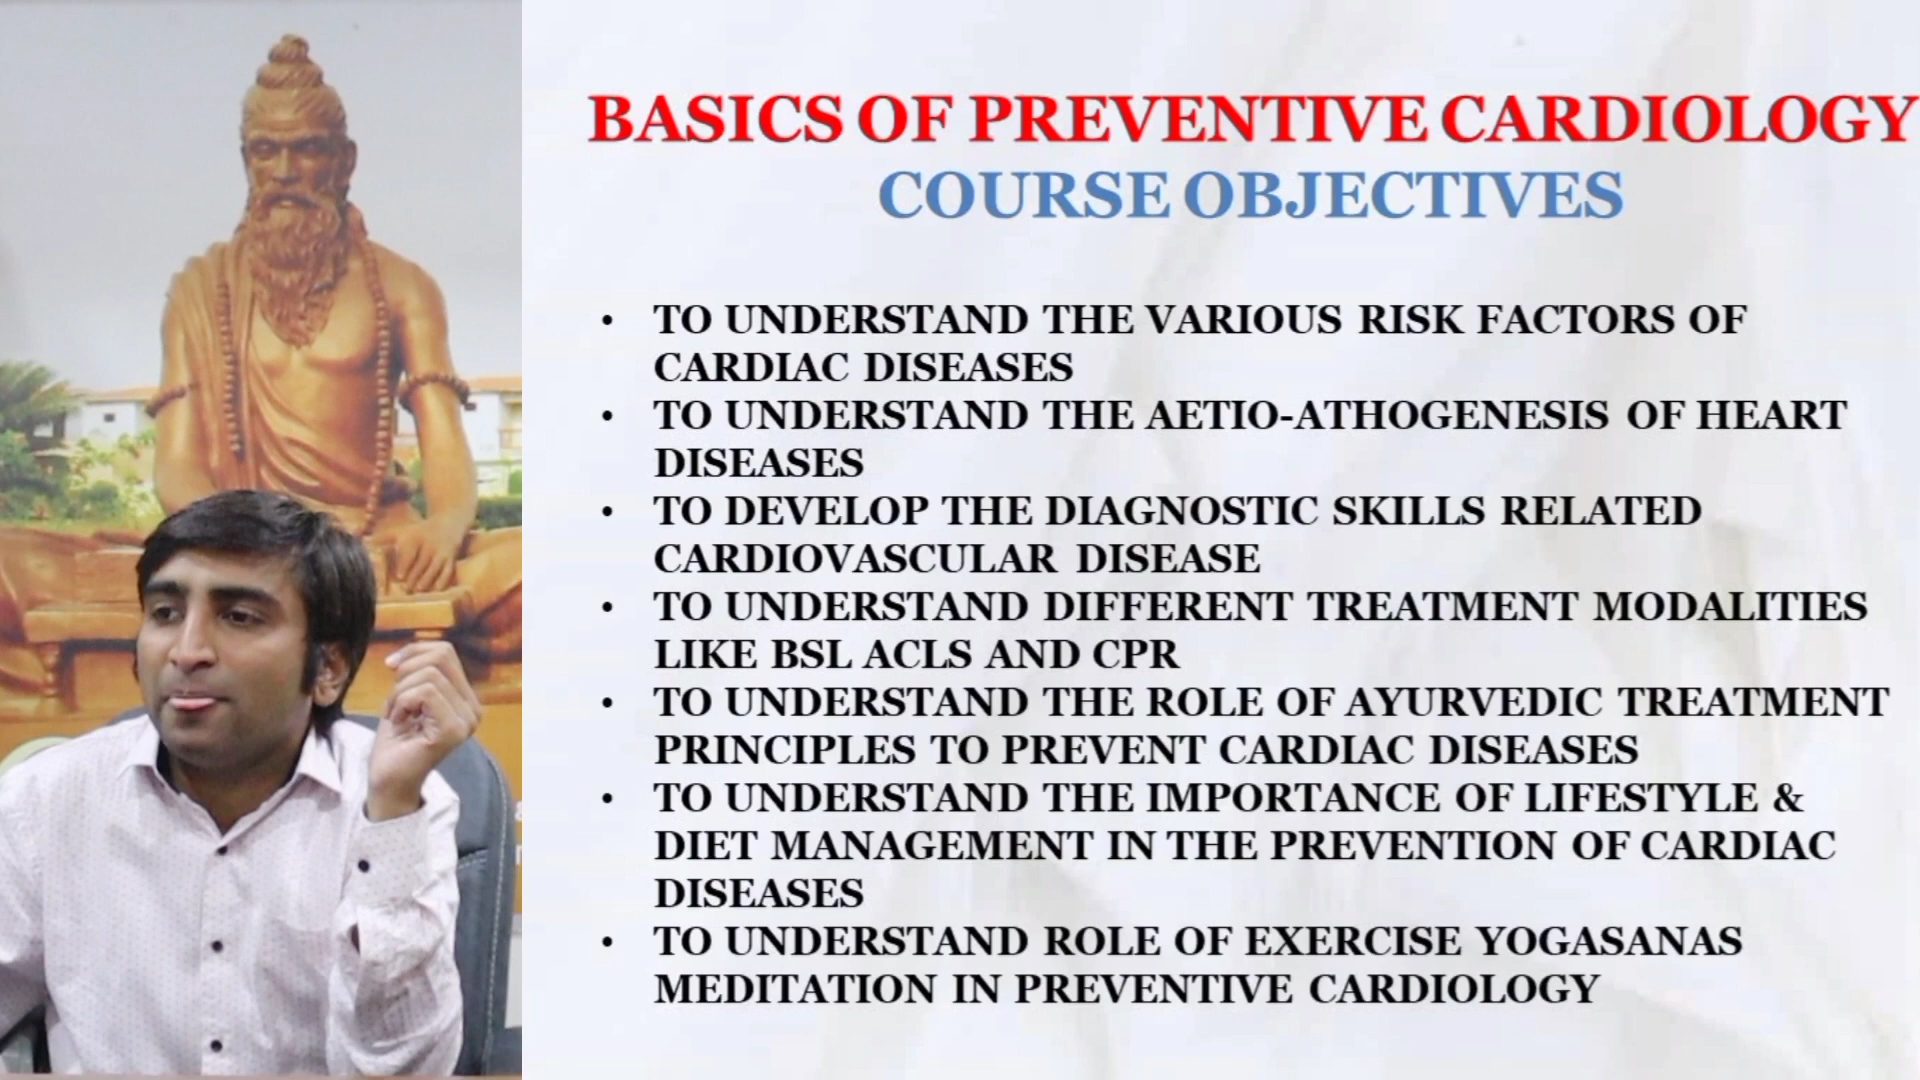 BASICS OF PREVENTIVE CARDIOLOGY
COURSE OBJECTIVES
• TO UNDERSTAND THE VARIOUS RISK FACTORS OF
CARDIAC DISEASES
• TO UNDERSTAND THE AETIO-ATHOGENESIS OF HEART
DISEASES
• TO DEVELOP THE DIAGNOSTIC SKILLS RELATED
CARDIOVASCULAR DISEASE
• TO UNDERSTAND DIFFERENT TREATMENT MODALITIES
LIKE BSL ACLS AND CPR
• TO UNDERSTAND THE ROLE OF AYURVEDIC TREATMENT
PRINCIPLES TO PREVENT CARDIAC DISEASES
• TO UNDERSTAND THE IMPORTANCE OF LIFESTYLE &
DIET MANAGEMENT IN THE PREVENTION OF CARDIAC
DISEASES
• TO UNDERSTAND ROLE OF EXERCISE YOGASANAS
MEDITATION IN PREVENTIVE CARDIOLOGY